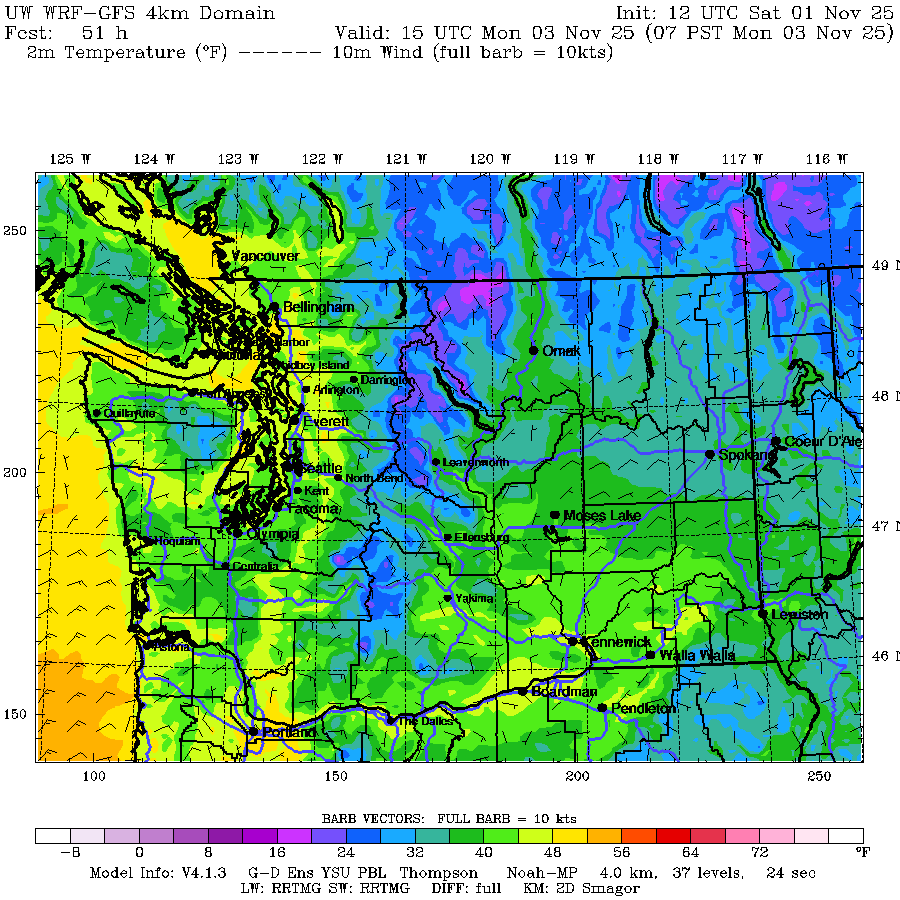 UW WRF-GFS 4km Domain Init: 12 UTC Sat 01 Nov 25
Fcst: 51 h Valid: 15 UTC Mon 03 Nov 25 (07 PST Mon 03 Nov 25)
2m Temperature (°F) ------ 10m Wind (full barb = 10kts)
125 W 124 W 123 W 122 W 121 W 120 W 119 W 118 W 117 W 116 W
250
Vancouver
49 N
Bellingham
Harbor
Omak
Whidbey Island
Darrington
Arlington
48 N
Port Angeles
Quillayute
Everett
Coeur D'Ale
Spokane
200
Seattle
Leavenworth
North Bend
Kent
Tacoma
Moses Lake
47 N
Hoquiam
Olympia
Ellensburg
Centralia
Yakima
Lewiston
Astoria
Kennewick
Walla Walla
46 N
Boardman
Pendleton
150
The Dalles
Portland
100 150 200 250
BARB VECTORS: FULL BARB = 10 kts
-8 0 8 16 24 32 40 48 56 64 72 °F
Model Info: V4.1.3 G-D Ens YSU PBL Thompson Noah-MP 4.0 km, 37 levels, 24 sec
LW: RRTMG SW: RRTMG DIFF: full KM: 2D Smagor